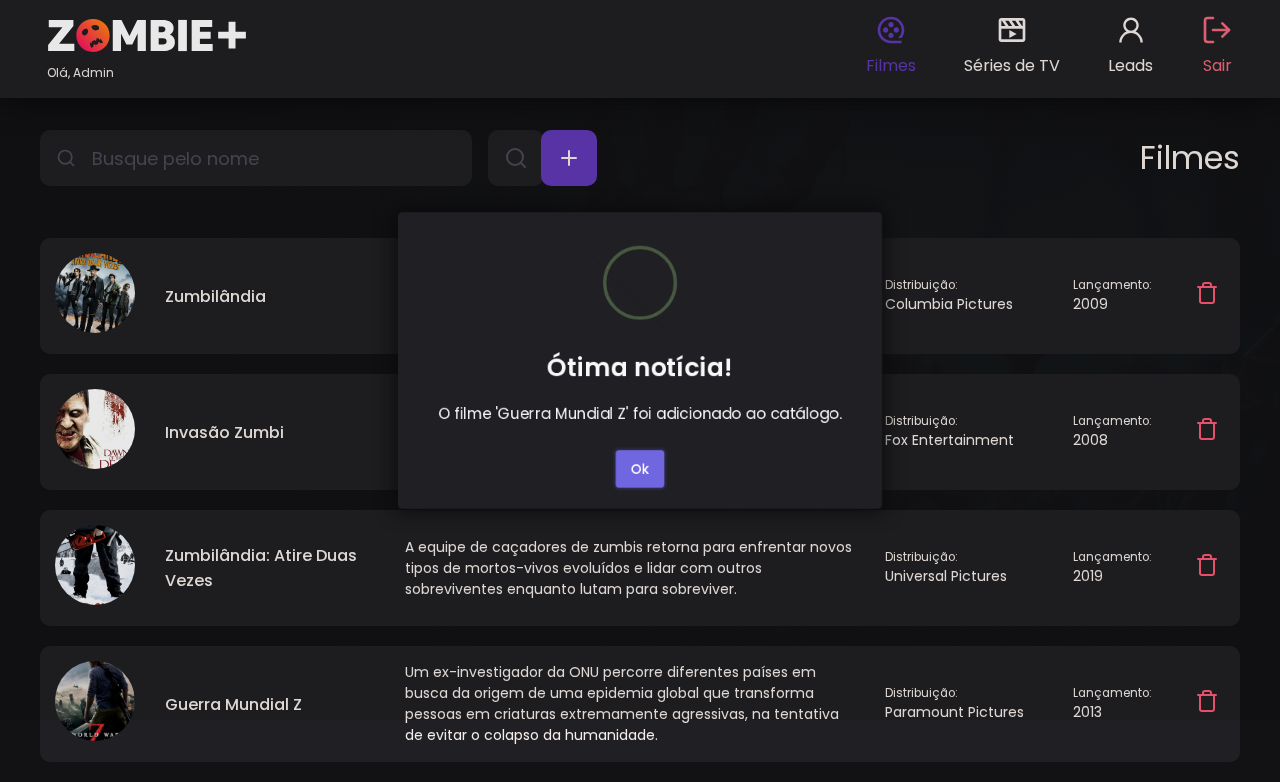 ZOMBIE+
Olá, Admin
Filmes
Séries de TV
Leads
Sair
Busque pelo nome
Filmes
Zumbilândia
Distribuição:
Columbia Pictures
Lançamento:
2009
Ótima notícia!
O filme 'Guerra Mundial Z' foi adicionado ao catálogo.
Ok
Invasão Zumbi
Distribuição:
Fox Entertainment
Lançamento:
2008
Zumbilândia: Atire Duas
Vezes
A equipe de caçadores de zumbis retorna para enfrentar novos
tipos de mortos-vivos evoluídos e lidar com outros
sobreviventes enquanto lutam para sobreviver.
Distribuição:
Universal Pictures
Lançamento:
2019
Guerra Mundial Z
Um ex-investigador da ONU percorre diferentes países em
busca da origem de uma epidemia global que transforma
pessoas em criaturas extremamente agressivas, na tentativa
de evitar o colapso da humanidade.
Distribuição:
Paramount Pictures
Lançamento:
2013